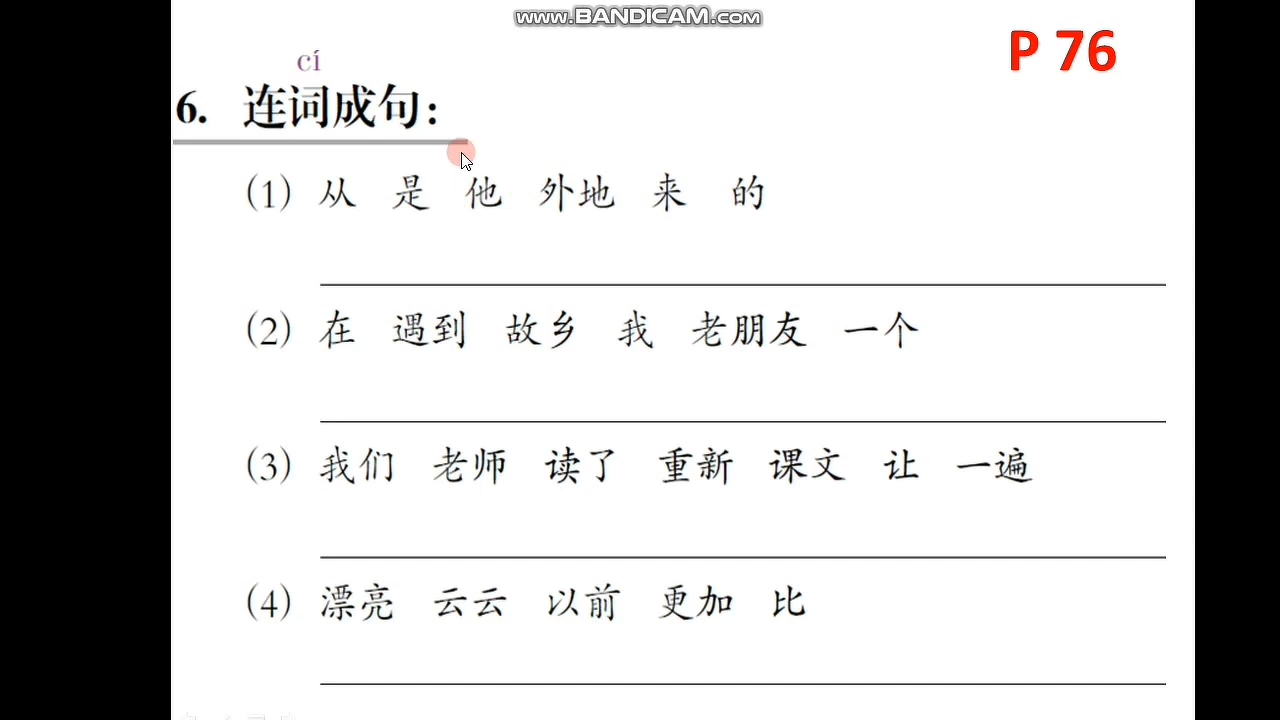 www.BANDICAM.com
P 76
cí
6. 连词成句：
(1) 从 是 他 外地 来 的
(2) 在 遇到 故乡 我 老朋友 一个
(3) 我们 老师 读了 重新 课文 让 一遍
(4) 漂亮 云云 以前 更加 比